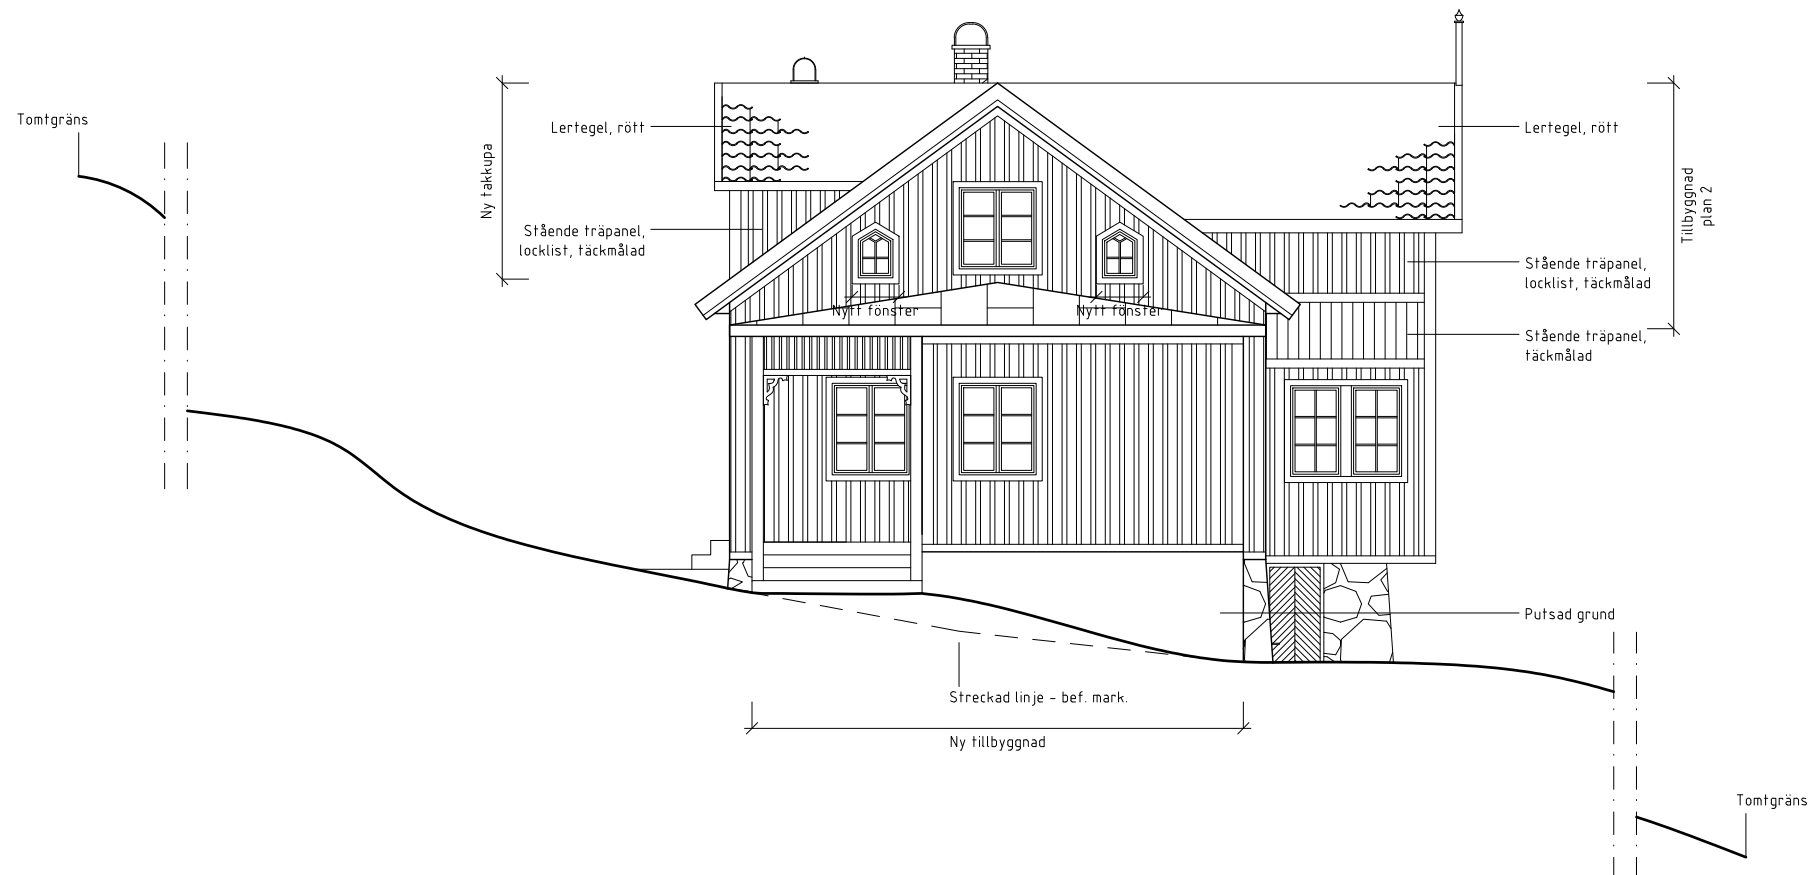 Tomtgräns
Lertegel, rött
Lertegel, rött
Ny takkupa
Tillbyggnad
plan 2
Stående träpanel,
locklist, täckmålad
Stående träpanel,
locklist, täckmålad
Nytt fönster
Nytt fönster
Stående träpanel,
täckmålad
Putsad grund
Streckad linje - bef. mark.
Ny tillbyggnad
Tomtgräns